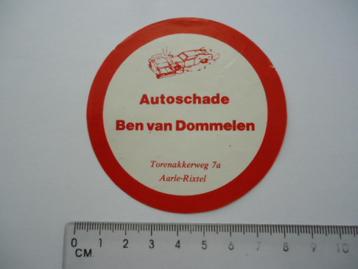 Autoschade
Ben van Dommelen
Torenakkerweg 7a
Aarle-Rixtel
0 1 2 3 4 5 6 7 8 9 10
CM